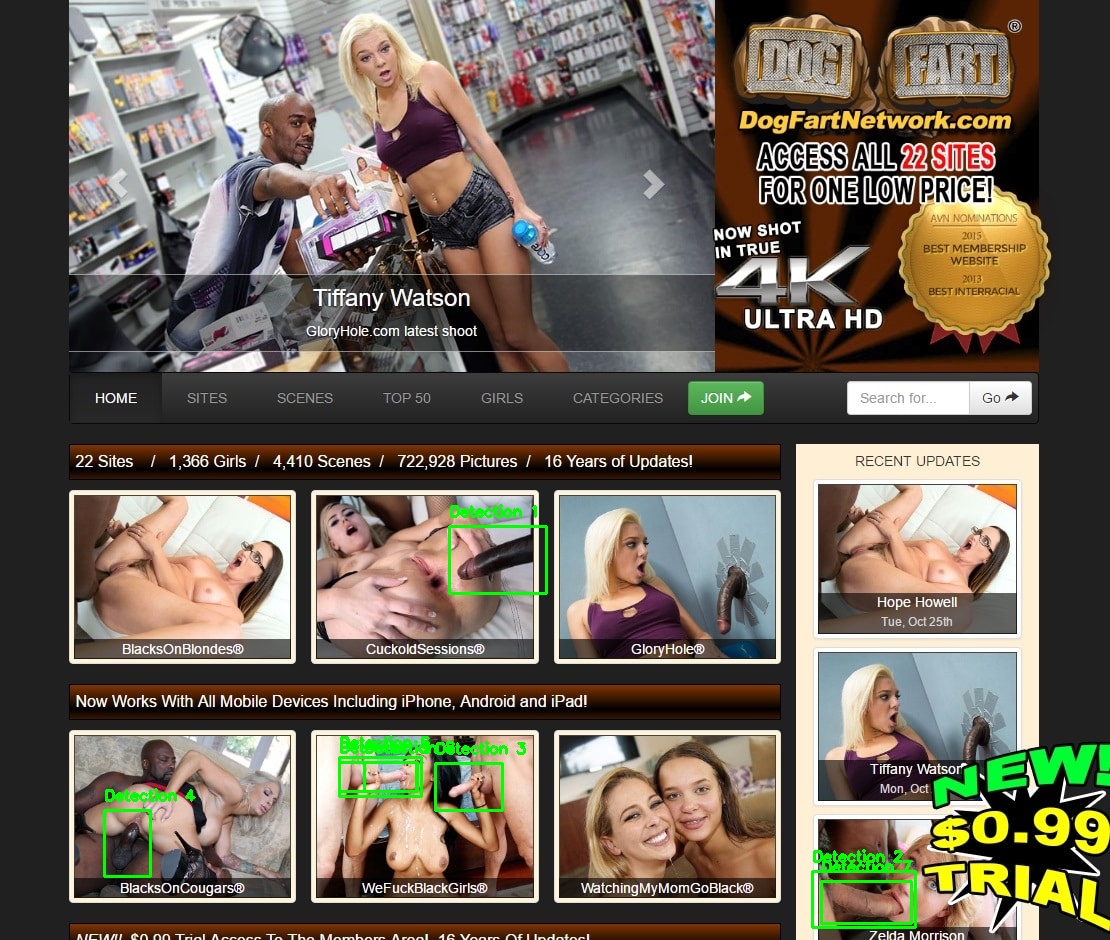 DOG FART ®
DogFartNetwork.com
ACCESS ALL 22 SITES
FOR ONE LOW PRICE!
AVN NOMINATIONS
2015
BEST MEMBERSHIP
WEBSITE
2013
BEST INTERRACIAL
NOW SHOT
IN TRUE
4K
ULTRA HD
Tiffany Watson
GloryHole.com latest shoot
HOME SITES SCENES TOP 50 GIRLS CATEGORIES JOIN Search for... Go
22 Sites / 1,366 Girls / 4,410 Scenes / 722,928 Pictures / 16 Years of Updates!
RECENT UPDATES
Detection 1
BlacksOnBlondes® CuckoldSessions® GloryHole®
Hope Howell
Tue, Oct 25th
Now Works With All Mobile Devices Including iPhone, Android and iPad!
Detection 3
Detection 4
BlacksOnCougars® WeFuckBlackGirls® WatchingMyMomGoBlack®
Tiffany Watson
Mon, Oct
NEW!
$0.99
TRIAL
Detection 2
Detection 7
Zelda Morrison
NEW!! $0.99 Trial Access To The Members Area! 16 Years Of Updates!